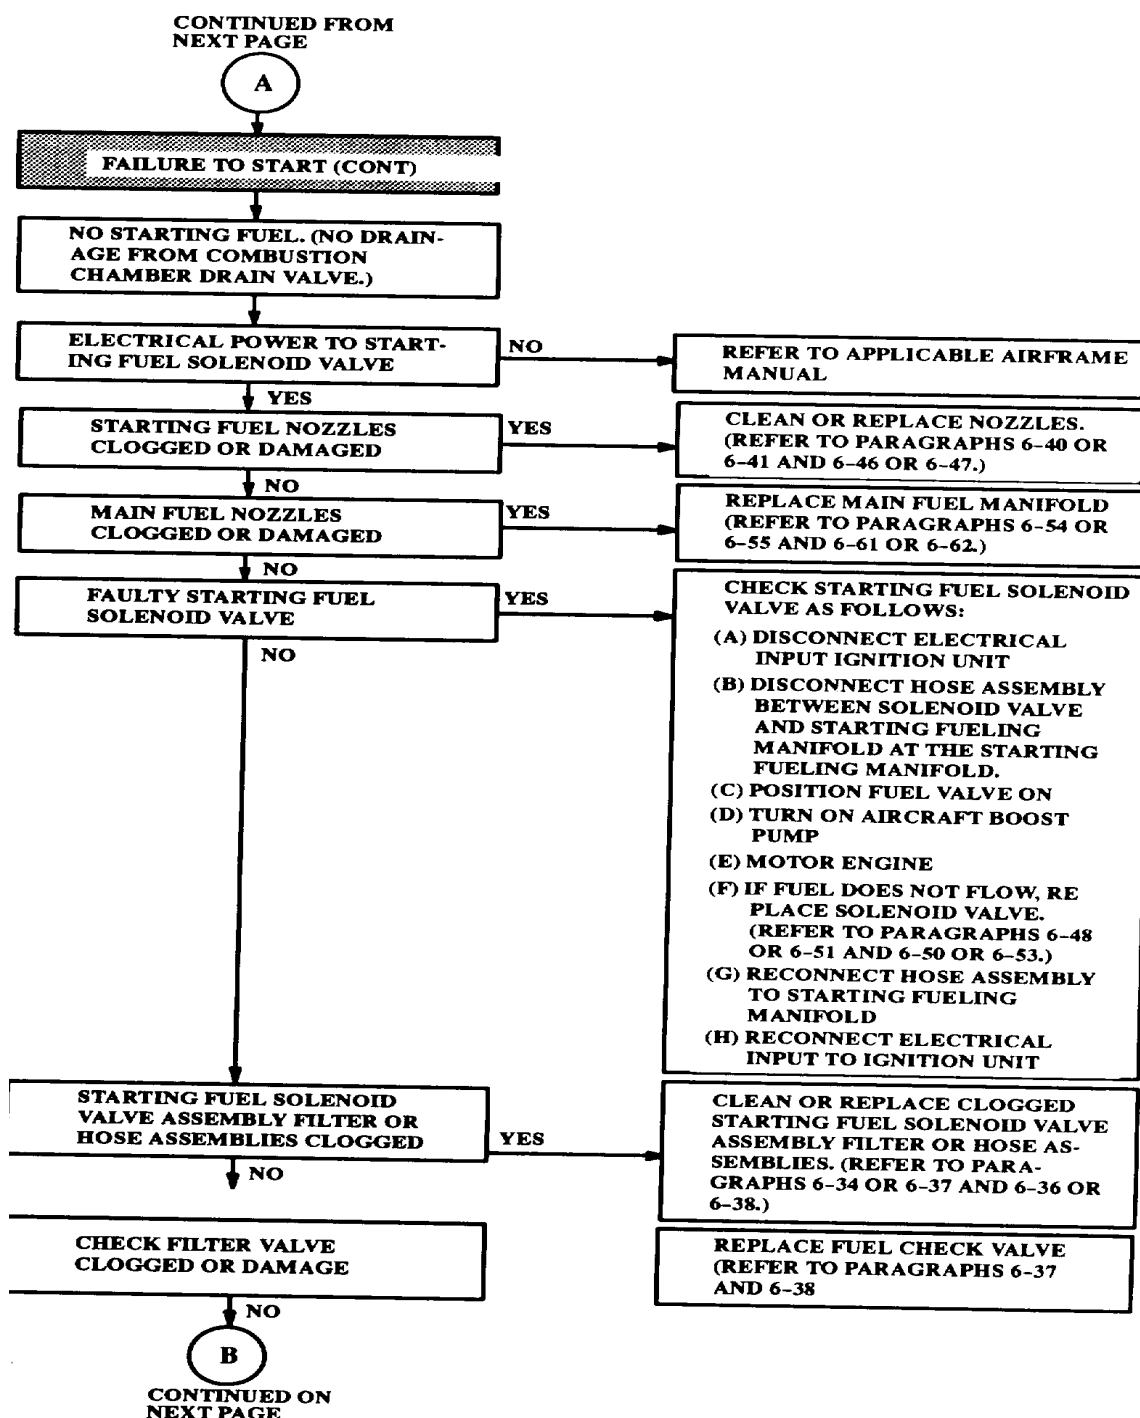 CONTINUED FROM
NEXT PAGE
A
FAILURE TO START (CONT)
NO STARTING FUEL. (NO DRAIN-
AGE FROM COMBUSTION
CHAMBER DRAIN VALVE.)
ELECTRICAL POWER TO START-
ING FUEL SOLENOID VALVE
NO
REFER TO APPLICABLE AIRFRAME
MANUAL
YES
STARTING FUEL NOZZLES
CLOGGED OR DAMAGED
YES
CLEAN OR REPLACE NOZZLES.
(REFER TO PARAGRAPHS 6-40 OR
6-41 AND 6-46 OR 6-47.)
NO
MAIN FUEL NOZZLES
CLOGGED OR DAMAGED
YES
REPLACE MAIN FUEL MANIFOLD
(REFER TO PARAGRAPHS 6-54 OR
6-55 AND 6-61 OR 6-62.)
NO
FAULTY STARTING FUEL
SOLENOID VALVE
YES
CHECK STARTING FUEL SOLENOID
VALVE AS FOLLOWS:
(A) DISCONNECT ELECTRICAL
INPUT IGNITION UNIT
(B) DISCONNECT HOSE ASSEMBLY
BETWEEN SOLENOID VALVE
AND STARTING FUELING
MANIFOLD AT THE STARTING
FUELING MANIFOLD.
(C) POSITION FUEL VALVE ON
(D) TURN ON AIRCRAFT BOOST
PUMP
(E) MOTOR ENGINE
(F) IF FUEL DOES NOT FLOW, RE
PLACE SOLENOID VALVE.
(REFER TO PARAGRAPHS 6-48
OR 6-51 AND 6-50 OR 6-53.)
(G) RECONNECT HOSE ASSEMBLY
TO STARTING FUELING
MANIFOLD
(H) RECONNECT ELECTRICAL
INPUT TO IGNITION UNIT
NO
STARTING FUEL SOLENOID
VALVE ASSEMBLY FILTER OR
HOSE ASSEMBLIES CLOGGED
YES
CLEAN OR REPLACE CLOGGED
STARTING FUEL SOLENOID VALVE
ASSEMBLY FILTER OR HOSE AS-
SEMBLIES. (REFER TO PARA-
GRAPHS 6-34 OR 6-37 AND 6-36 OR
6-38.)
NO
CHECK FILTER VALVE
CLOGGED OR DAMAGE
REPLACE FUEL CHECK VALVE
(REFER TO PARAGRAPHS 6-37
AND 6-38
NO
B
CONTINUED ON
NEXT PAGE